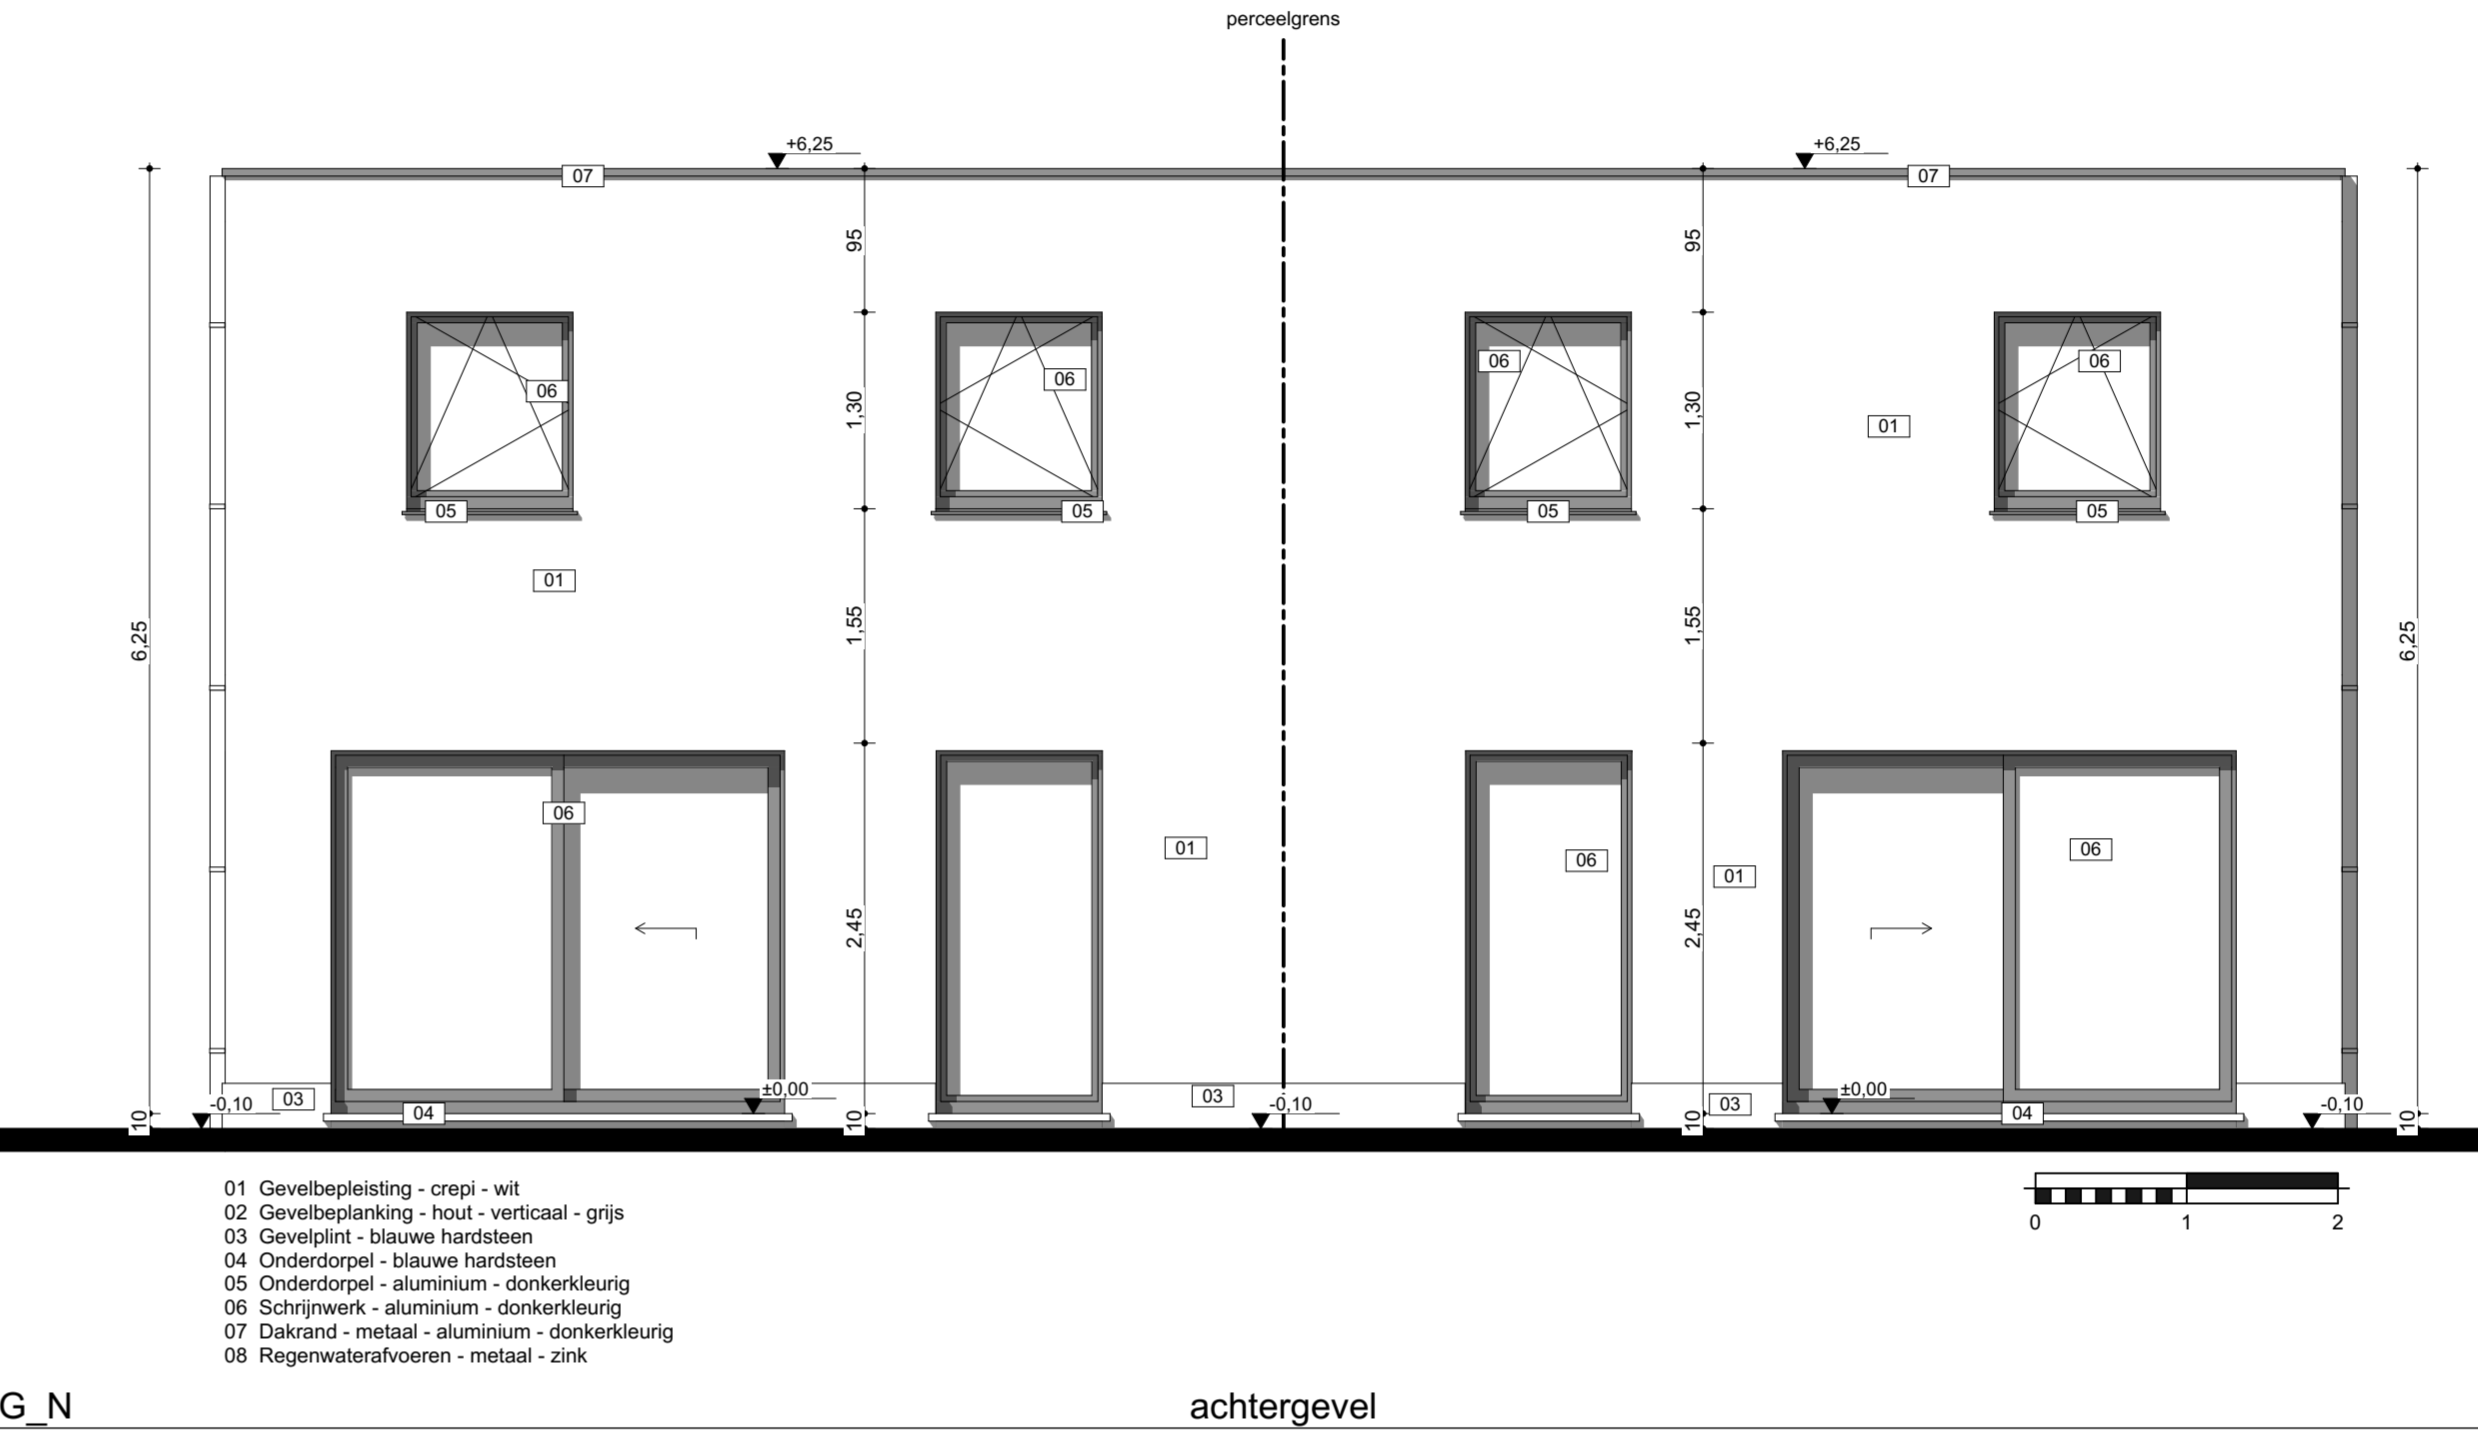 perceelgrens
+6,25 +6,25
07 07
95 95
06 06 06 06
1,30 1,30
01
05 05 05 05
01
6,25 1,55 1,55 6,25
06
01 06 01 06
2,45 2,45
±0,00 ±0,00
-0,10 03 04 03 -0,10 03 04 -0,10
10 10 10 10
01 Gevelbepleisting - crepi - wit
02 Gevelbeplanking - hout - verticaal - grijs
03 Gevelplint - blauwe hardsteen
04 Onderdorpel - blauwe hardsteen
05 Onderdorpel - aluminium - donkerkleurig
06 Schrijnwerk - aluminium - donkerkleurig
07 Dakrand - metaal - aluminium - donkerkleurig
08 Regenwaterafvoeren - metaal - zink
0 1 2
G_N
achtergevel